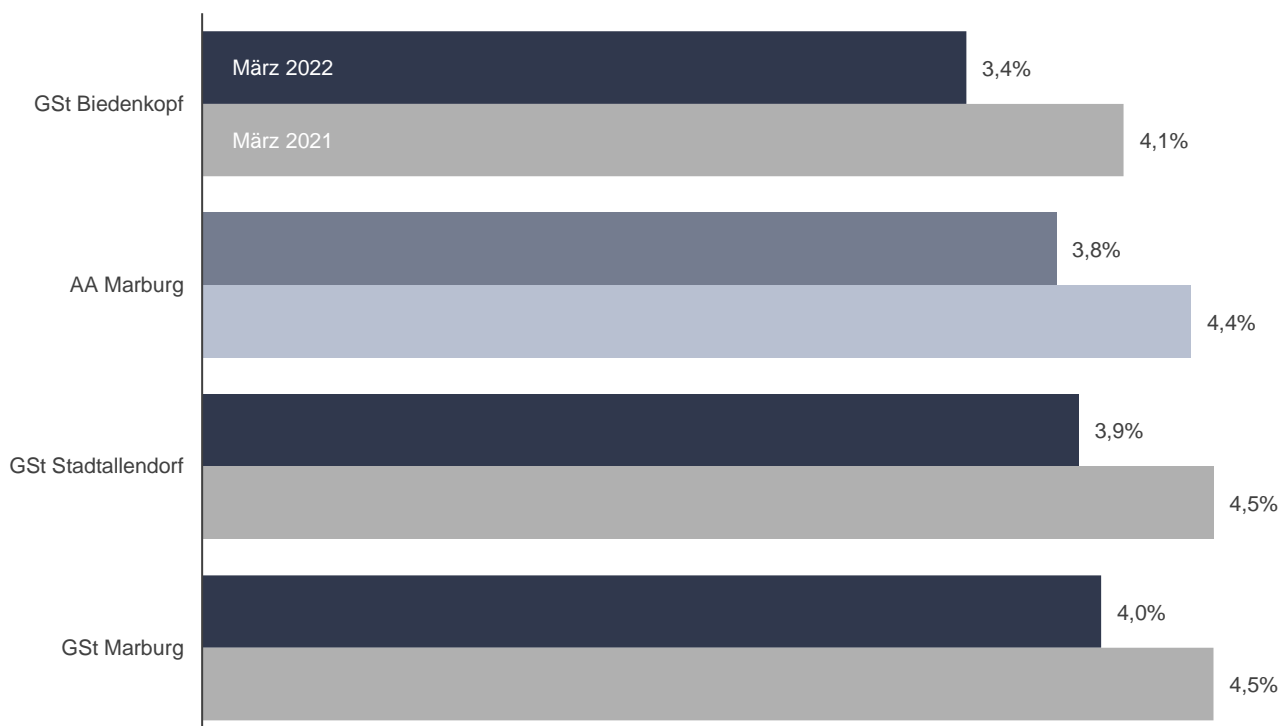 März 2022
3,4%
GSt Biedenkopf
März 2021
4,1%
3,8%
AA Marburg
4,4%
3,9%
GSt Stadtallendorf
4,5%
4,0%
GSt Marburg
4,5%